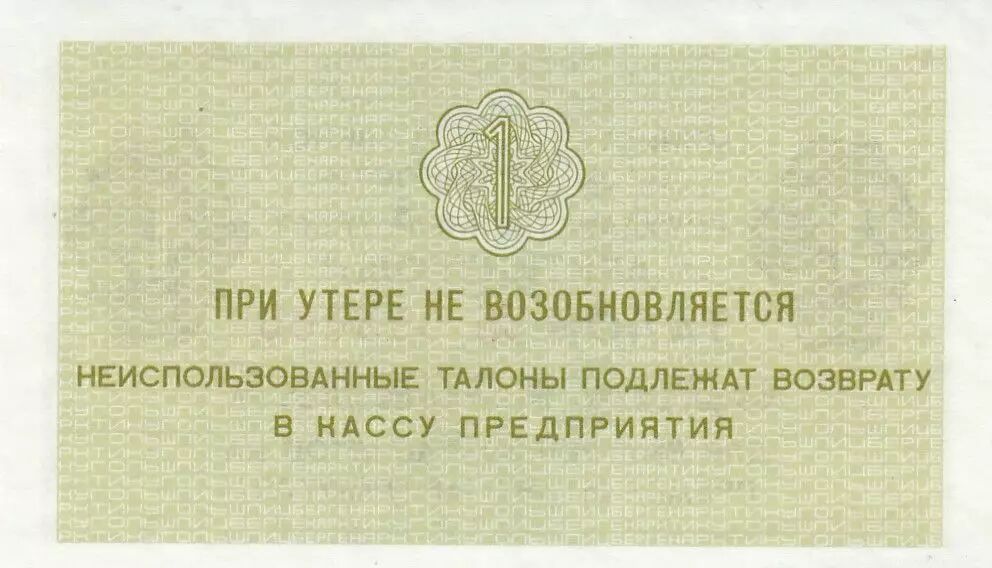 1
ПРИ УТЕРЕ НЕ ВОЗОБНОВЛЯЕТСЯ
НЕИСПОЛЬЗОВАННЫЕ ТАЛОНЫ ПОДЛЕЖАТ ВОЗВРАТУ
В КАССУ ПРЕДПРИЯТИЯ